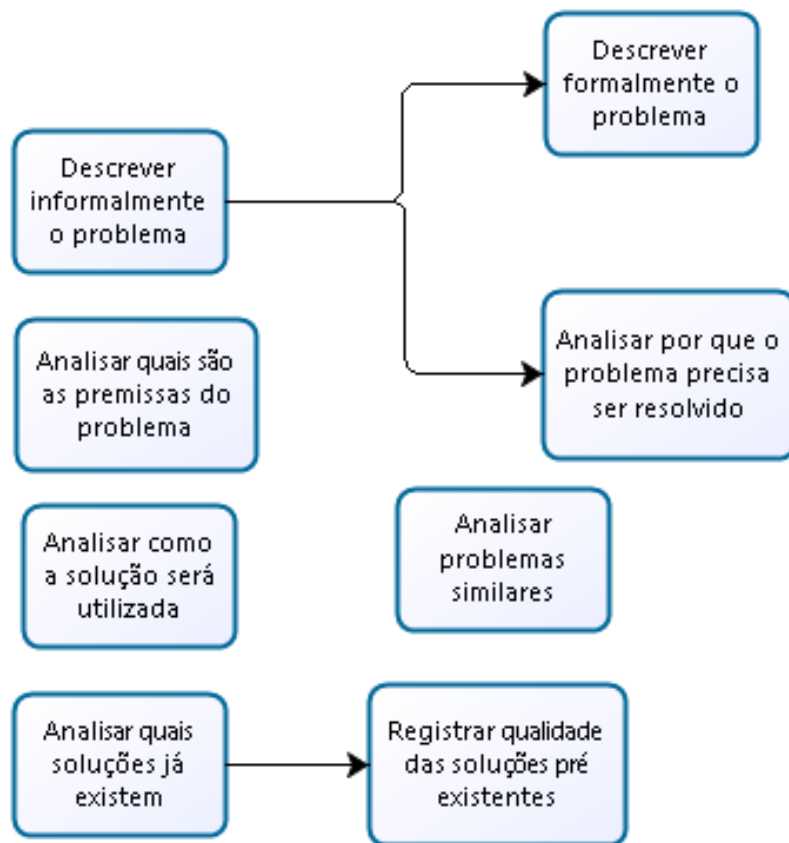 Descrever
formalmente o
problema
Descrever
informalmente
o problema
Analisar por que o
problema precisa
ser resolvido
Analisar quais são
as premissas do
problema
Analisar
problemas
similares
Analisar como
a solução será
utilizada
Analisar quais
soluções já
existem
Registrar qualidade
das soluções pré
existentes